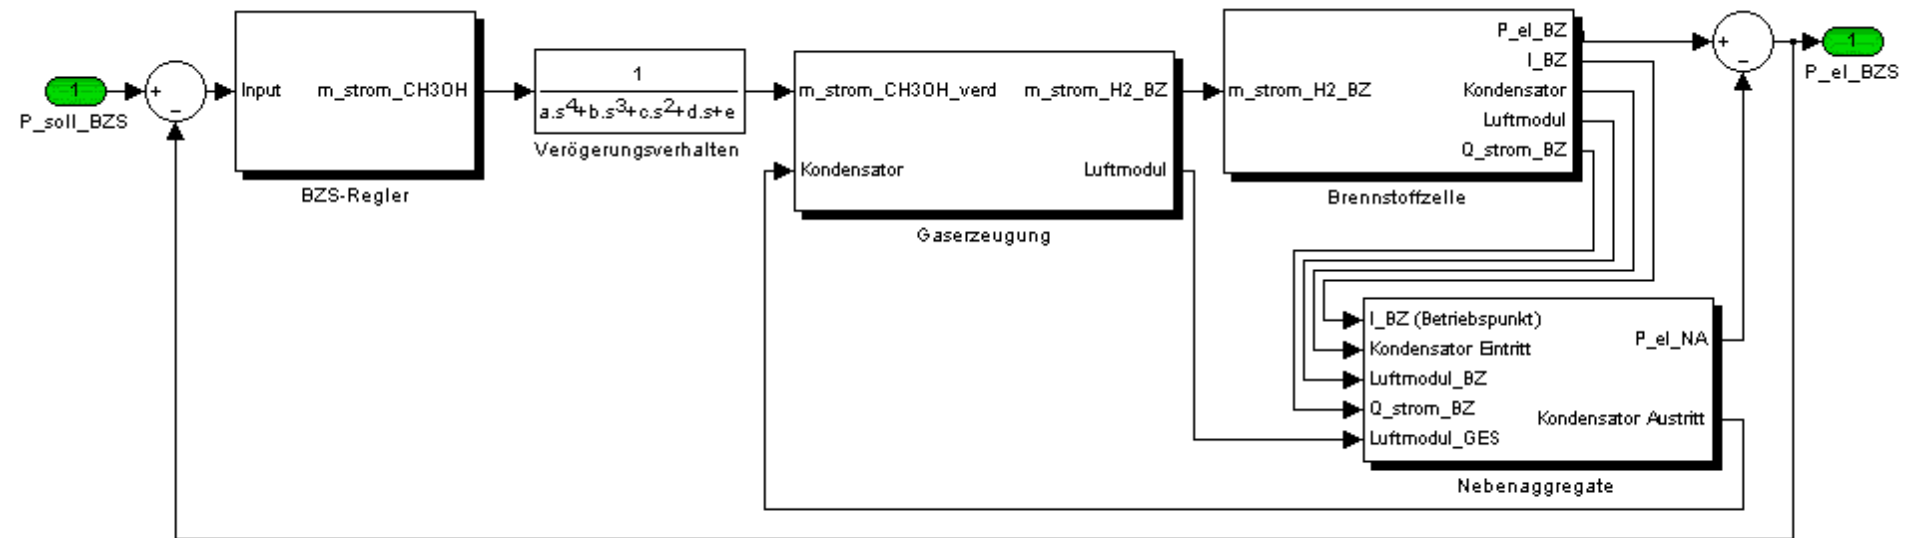 1
P_soll_BZS
+
−
Input
m_strom_CH3OH
BZS-Regler
1
a.s4+b.s3+c.s2+d.s+e
Verögerungsverhalten
m_strom_CH3OH_verd
m_strom_H2_BZ
Kondensator
Luftmodul
Gaserzeugung
m_strom_H2_BZ
P_el_BZ
I_BZ
Kondensator
Luftmodul
Q_strom_BZ
Brennstoffzelle
+
−
1
P_el_BZS
I_BZ (Betriebspunkt)
Kondensator Eintritt
Luftmodul_BZ
Q_strom_BZ
Luftmodul_GES
P_el_NA
Kondensator Austritt
Nebenaggregate